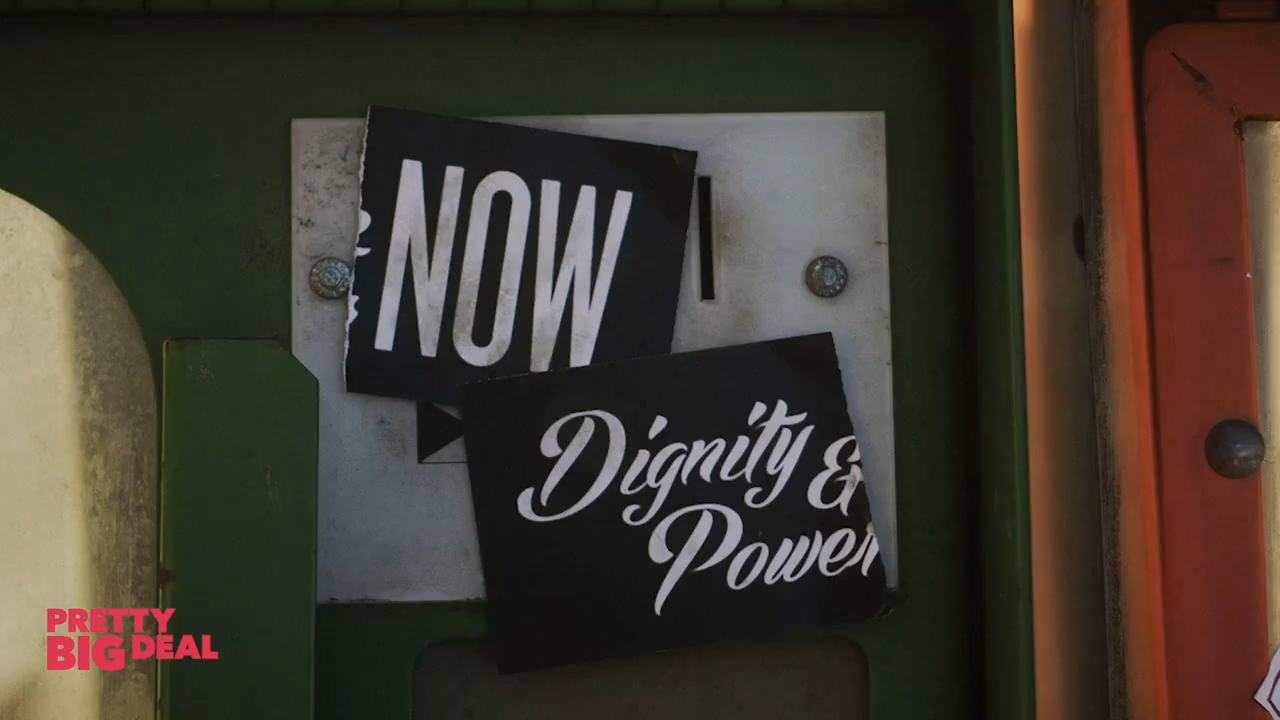 NOW
Dignity &
Power
PRETTY
BIG DEAL